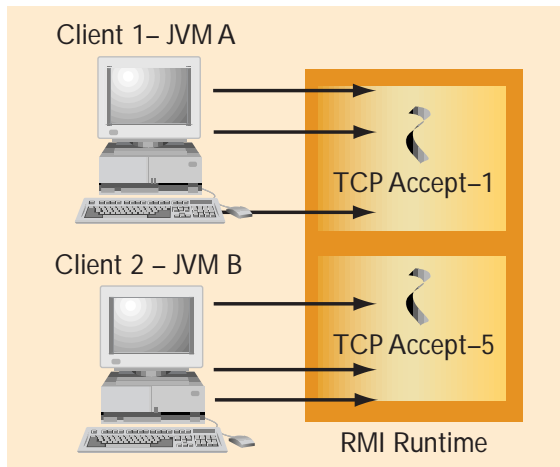 Client 1– JVM A
TCP Accept–1
Client 2 – JVM B
TCP Accept–5
RMI Runtime